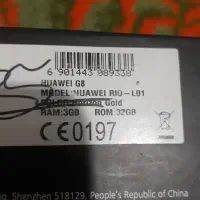 6 901443 089338
HUAWEI G8
MODEL:HUAWEI RIO-L01
Gold
RAM:3GB ROM:32GB
CE0197
Shenzhen 518129, People's Republic of China